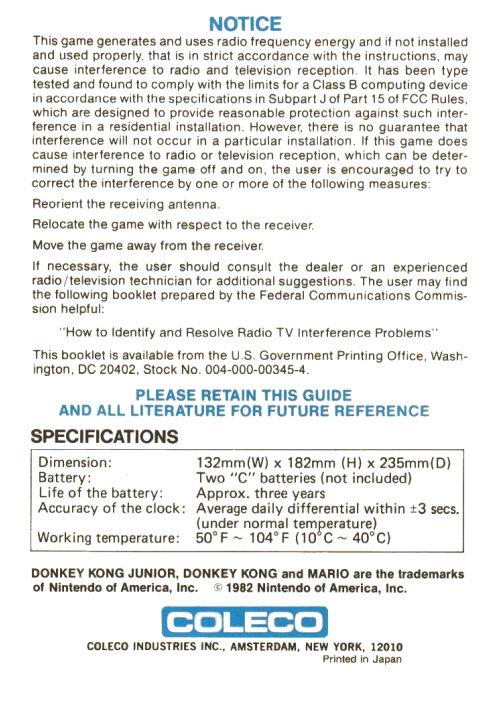 NOTICE
This game generates and uses radio frequency energy and if not installed
and used properly, that is in strict accordance with the instructions, may
cause interference to radio and television reception. It has been type
tested and found to comply with the limits for a Class B computing device
in accordance with the specifications in Subpart J of Part 15 of FCC Rules,
which are designed to provide reasonable protection against such inter-
ference in a residential installation. However, there is no guarantee that
interference will not occur in a particular installation. If this game does
cause interference to radio or television reception, which can be deter-
mined by turning the game off and on, the user is encouraged to try to
correct the interference by one or more of the following measures:
Reorient the receiving antenna.
Relocate the game with respect to the receiver.
Move the game away from the receiver.
If necessary, the user should consult the dealer or an experienced
radio/television technician for additional suggestions. The user may find
the following booklet prepared by the Federal Communications Commis-
sion helpful:
"How to Identify and Resolve Radio TV Interference Problems"
This booklet is available from the U.S. Government Printing Office, Wash-
ington, DC 20402, Stock No. 004-000-00345-4.
PLEASE RETAIN THIS GUIDE
AND ALL LITERATURE FOR FUTURE REFERENCE
SPECIFICATIONS
Dimension: 132mm(W) x 182mm (H) x 235mm(D)
Battery: Two "C" batteries (not included)
Life of the battery: Approx. three years
Accuracy of the clock: Average daily differential within ±3 secs.
(under normal temperature)
Working temperature: 50°F ~ 104°F (10°C ~ 40°C)
DONKEY KONG JUNIOR, DONKEY KONG and MARIO are the trademarks
of Nintendo of America, Inc. © 1982 Nintendo of America, Inc.
COLECO
COLECO INDUSTRIES INC., AMSTERDAM, NEW YORK, 12010
Printed in Japan